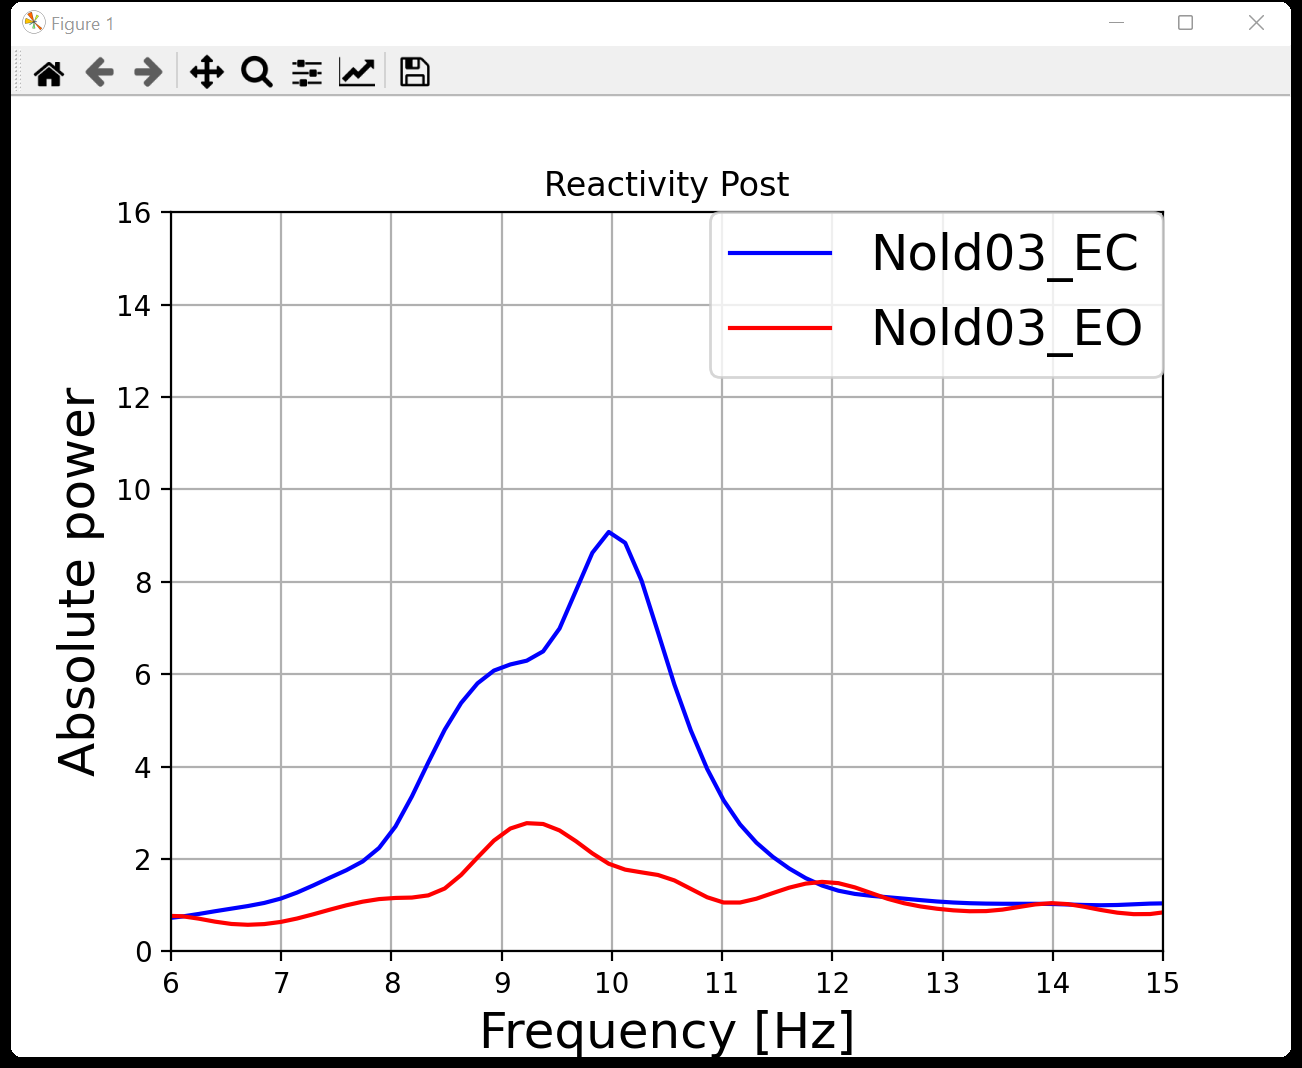 Figure 1
Reactivity Post
Nold03_EC
Nold03_EO
Absolute power
16
14
12
10
8
6
4
2
0
6 7 8 9 10 11 12 13 14 15
Frequency [Hz]